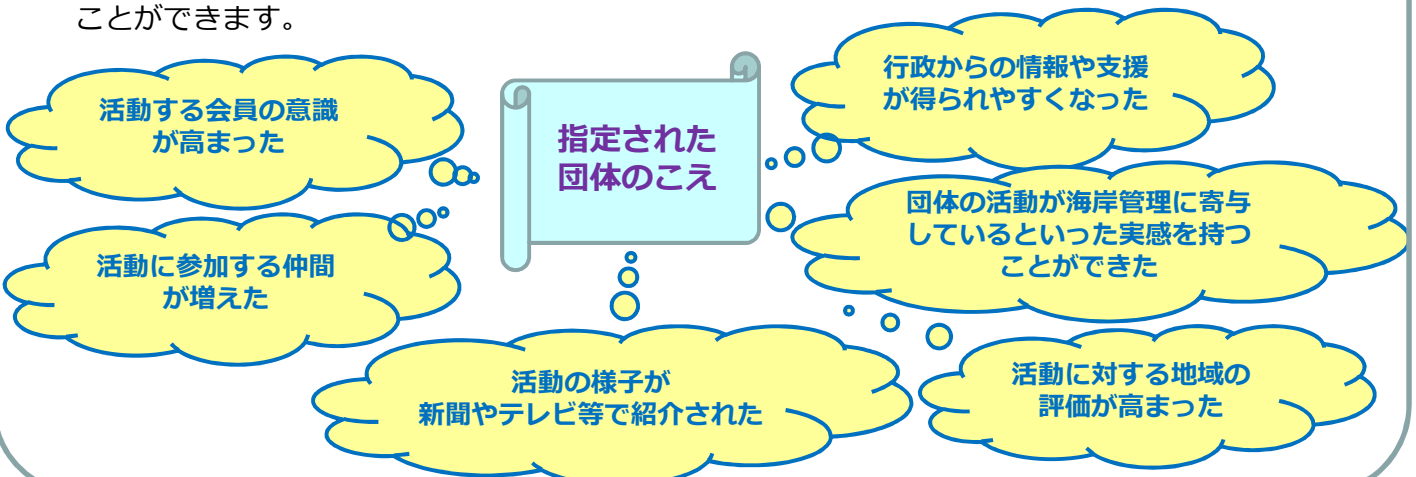 ことができます。
指定された
団体のこえ
活動する会員の意識
が高まった
活動に参加する仲間
が増えた
活動の様子が
新聞やテレビ等で紹介された
行政からの情報や支援
が得られやすくなった
団体の活動が海岸管理に寄与
しているといった実感を持つ
ことができた
活動に対する地域の
評価が高まった